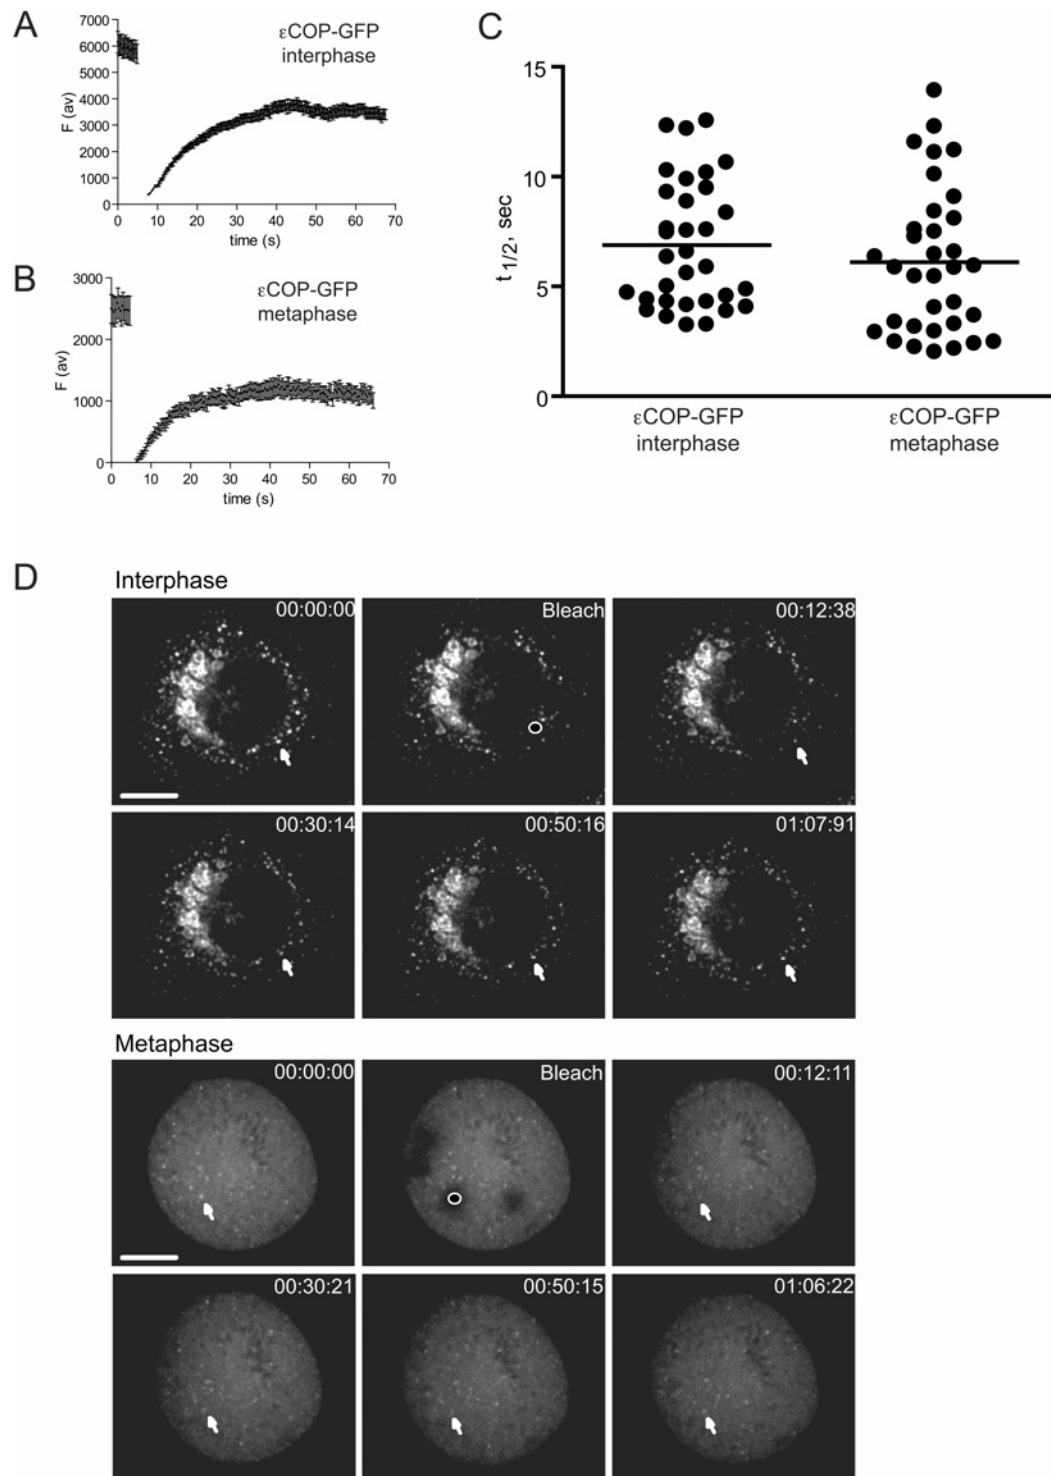 A
εCOP-GFP
interphase
7000
6000
5000
4000
3000
2000
1000
0
F (av)
0 10 20 30 40 50 60 70
time (s)
B
εCOP-GFP
metaphase
3000
2000
1000
0
F (av)
0 10 20 30 40 50 60 70
time (s)
C
15
10
5
0
t 1/2, sec
εCOP-GFP
interphase
εCOP-GFP
metaphase
D
Interphase
00:00:00
Bleach
00:12:38
00:30:14
00:50:16
01:07:91
Metaphase
00:00:00
Bleach
00:12:11
00:30:21
00:50:15
01:06:22